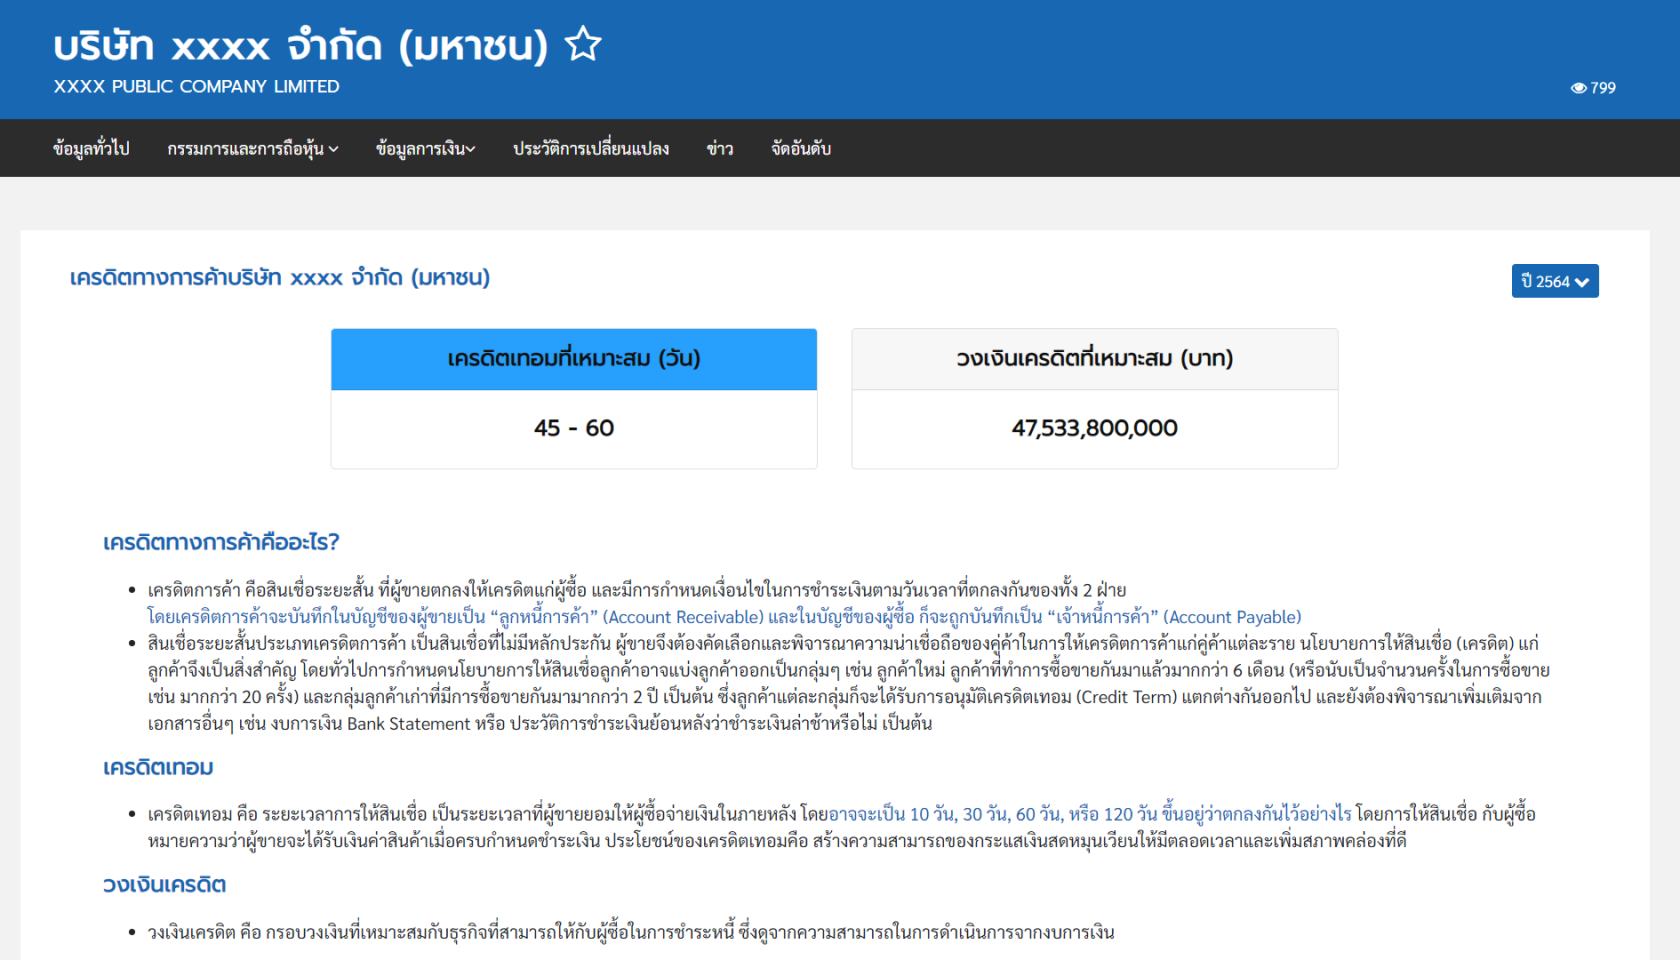 บริษัท xxxx จำกัด (มหาชน)
XXXX PUBLIC COMPANY LIMITED
799
ข้อมูลทั่วไป กรรมการและการถือหุ้น ข้อมูลการเงิน ประวัติการเปลี่ยนแปลง ข่าว จัดอันดับ
เครดิตทางการค้าบริษัท xxxx จำกัด (มหาชน)
ปี 2564
เครดิตเทอมที่เหมาะสม (วัน)
45 - 60
วงเงินเครดิตที่เหมาะสม (บาท)
47,533,800,000
เครดิตทางการค้าคืออะไร?
เครดิตการค้า คือสินเชื่อระยะสั้น ที่ผู้ขายตกลงให้เครดิตแก่ผู้ซื้อ และมีการกำหนดเงื่อนไขในการชำระเงินตามวันเวลาที่ตกลงกันของทั้ง 2 ฝ่าย
โดยเครดิตการค้าจะบันทึกในบัญชีของผู้ขายเป็น “ลูกหนี้การค้า” (Account Receivable) และในบัญชีของผู้ซื้อ ก็จะถูกบันทึกเป็น “เจ้าหนี้การค้า” (Account Payable)
สินเชื่อระยะสั้นประเภทเครดิตการค้า เป็นสินเชื่อที่ไม่มีหลักประกัน ผู้ขายจึงต้องคัดเลือกและพิจารณาความน่าเชื่อถือของคู่ค้าในการให้เครดิตการค้าแก่คู่ค้าแต่ละราย นโยบายการให้สินเชื่อ (เครดิต) แก่
ลูกค้าจึงเป็นสิ่งสำคัญ โดยทั่วไปการกำหนดนโยบายการให้สินเชื่อลูกค้าอาจแบ่งลูกค้าออกเป็นกลุ่มๆ เช่น ลูกค้าใหม่ ลูกค้าที่ทำการซื้อขายกันมาแล้วมากกว่า 6 เดือน (หรือนับเป็นจำนวนครั้งในการซื้อขาย
เช่น มากกว่า 20 ครั้ง) และกลุ่มลูกค้าเก่าที่มีการซื้อขายกันมามากกว่า 2 ปี เป็นต้น ซึ่งลูกค้าแต่ละกลุ่มก็จะได้รับการอนุมัติเครดิตเทอม (Credit Term) แตกต่างกันออกไป และยังต้องพิจารณาเพิ่มเติมจาก
เอกสารอื่นๆ เช่น งบการเงิน Bank Statement หรือ ประวัติการชำระเงินย้อนหลังว่าชำระเงินล่าช้าหรือไม่ เป็นต้น
เครดิตเทอม
เครดิตเทอม คือ ระยะเวลาการให้สินเชื่อ เป็นระยะเวลาที่ผู้ขายยอมให้ผู้ซื้อจ่ายเงินในภายหลัง โดยอาจจะเป็น 10 วัน, 30 วัน, 60 วัน, หรือ 120 วัน ขึ้นอยู่ว่าตกลงกันไว้อย่างไร โดยการให้สินเชื่อ กับผู้ซื้อ
หมายความว่าผู้ขายจะได้รับเงินค่าสินค้าเมื่อครบกำหนดชำระเงิน ประโยชน์ของเครดิตเทอมคือ สร้างความสามารถของกระแสเงินสดหมุนเวียนให้มีตลอดเวลาและเพิ่มสภาพคล่องที่ดี
วงเงินเครดิต
วงเงินเครดิต คือ กรอบวงเงินที่เหมาะสมกับธุรกิจที่สามารถให้กับผู้ซื้อในการชำระหนี้ ซึ่งดูจากความสามารถในการดำเนินการจากงบการเงิน